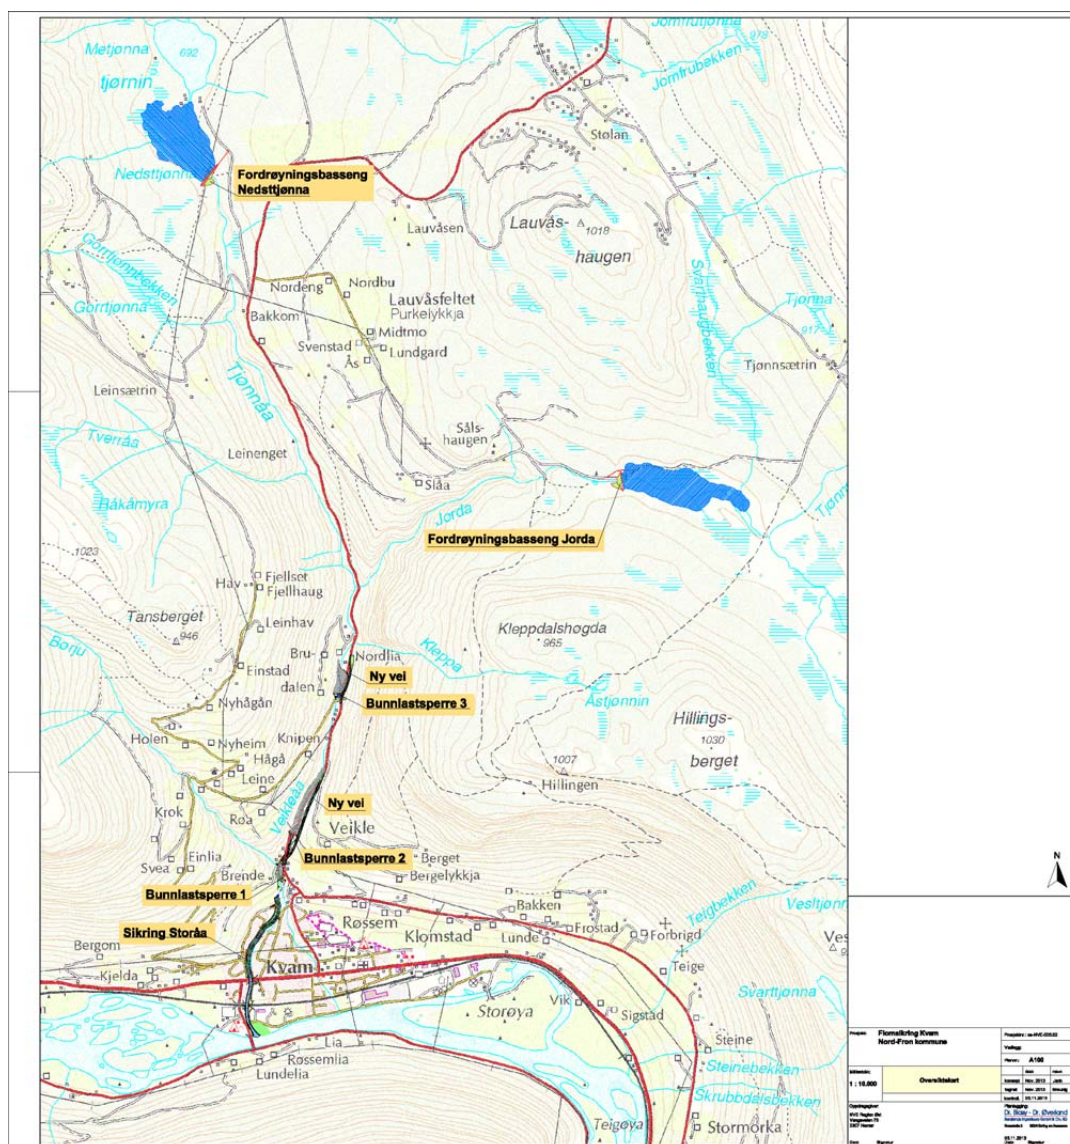 Jomfrutjønna
978
Metjønna
692
Jomfrubekken
tjørnin
Stølan
Nedsttjønna
Fordrøyningsbasseng
Nedsttjønna
Lauvåsen
Lauvås-
1018
haugen
Gorrtjønnbekken
Gorrtjønna
Nordeng
Nordbu
Lauvåsfeltet
Purkelykkja
Svarthaugbekken
Tjønna
917
Bakkom
Midtmo
Svenstad
Lundgard
Ås
Tjønnsætrin
Leinsætrin
Tjønnåa
Tverråa
Leinenget
Såls-
haugen
Slåa
Råkåmyra
Jorda
Fordrøyningsbasseng Jorda
1023
Fjellset
Hav
Fjellhaug
Tansberget
946
Leinhav
Kleppdalshøgda
965
Borju
Bru-
dalen
Nordlia
Kleppa
Einstad
Ny vei
Bunnlastsperre 3
Åstjønnin
Nyhågån
Hillings-
1030
berget
Holen
Nyheim
Knipen
Hågå
Leine
1007
Hillingen
Krok
Røa
Veikleåa
Ny vei
Veikle
Svea
Einlia
Brende
Bunnlastsperre 2
Berget
Bergelykkja
Bunnlastsperre 1
Teigbekken
Sikring Storåa
Røssem
Bakken
Klomstad
Lunde
Frostad
Forbrigd
Bergom
Kjelda
Kvam
Teige
Svarttjønna
Storøya
Vik
Sigstad
Lia
Røssemlia
Lundelia
Steine
Steinebekken
Skrubbdalsbekken
Teigøya
Stormorka
N
Flomsikring Kvam
Nord-Fron kommune
A100
1 : 10.000
Oversiktskart
Dr. Blasy - Dr. Øverland